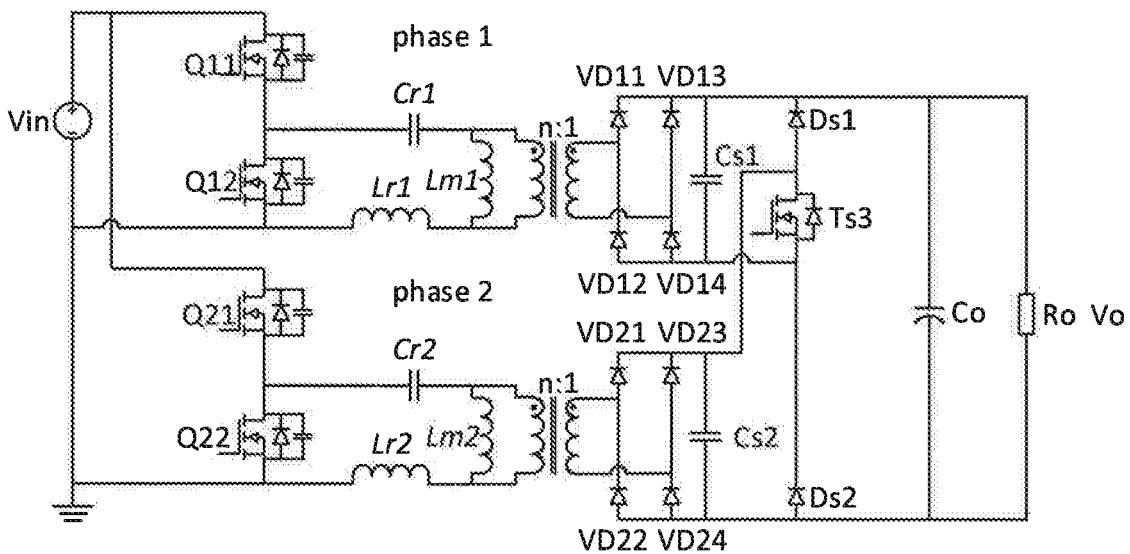 phase 1
Q11
Cr1
VD11 VD13
Vin
n:1
Ds1
Cs1
Q12
Lr1
Lm1
Ts3
VD12 VD14
phase 2
Q21
VD21 VD23
Co
Ro Vo
Cr2
n:1
Q22
Lr2
Lm2
Cs2
Ds2
VD22 VD24